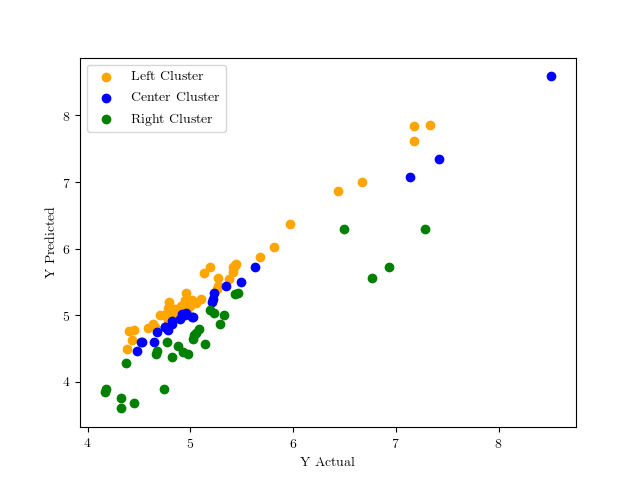 Left Cluster
Center Cluster
Right Cluster
8
7
6
5
4
Y Predicted
4 5 6 7 8
Y Actual